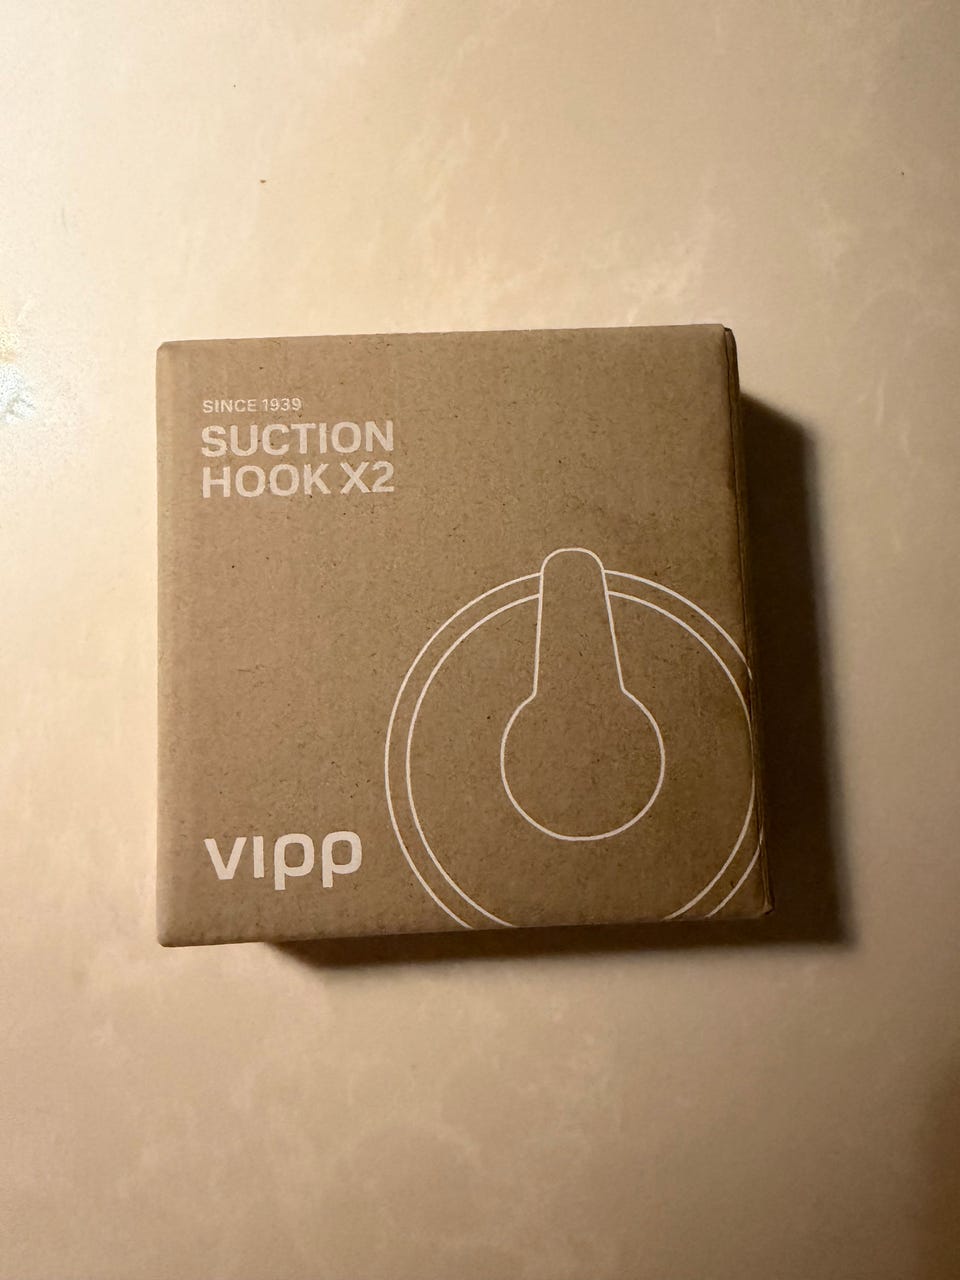 SINCE 1939
SUCTION
HOOK X2
vipp